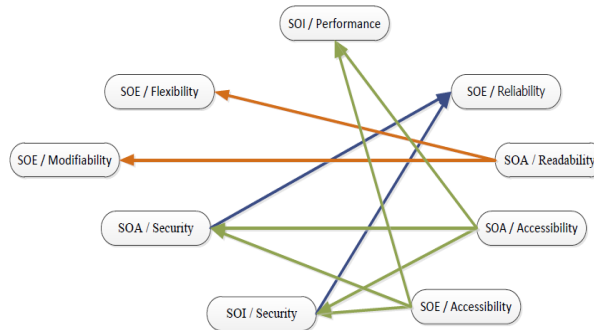 SOI / Performance
SOE / Flexibility
SOE / Reliability
SOE / Modifiability
SOA / Readability
SOA / Security
SOA / Accessibility
SOI / Security
SOE / Accessibility